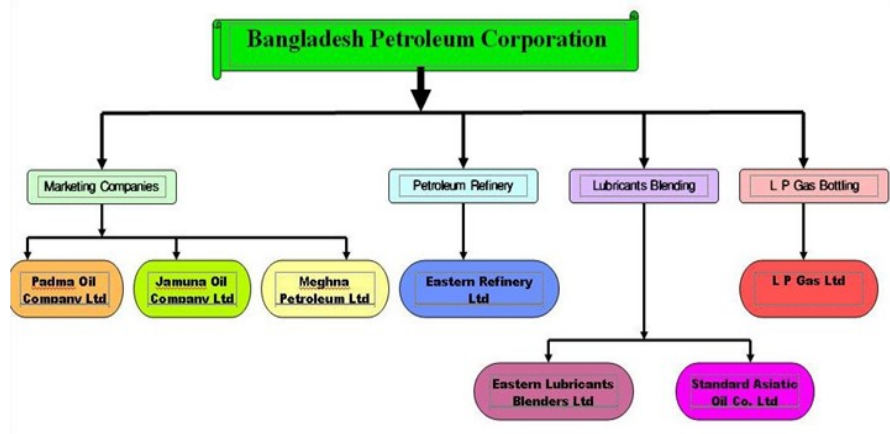 Bangladesh Petroleum Corporation
Marketing Companies
Petroleum Refinery
Lubricants Blending
L P Gas Bottling
Padma Oil
Company Ltd
Jamuna Oil
Company Ltd
Meghna
Petroleum Ltd
Eastern Refinery
Ltd
L P Gas Ltd
Eastern Lubricants
Blenders Ltd
Standard Asiatic
Oil Co. Ltd